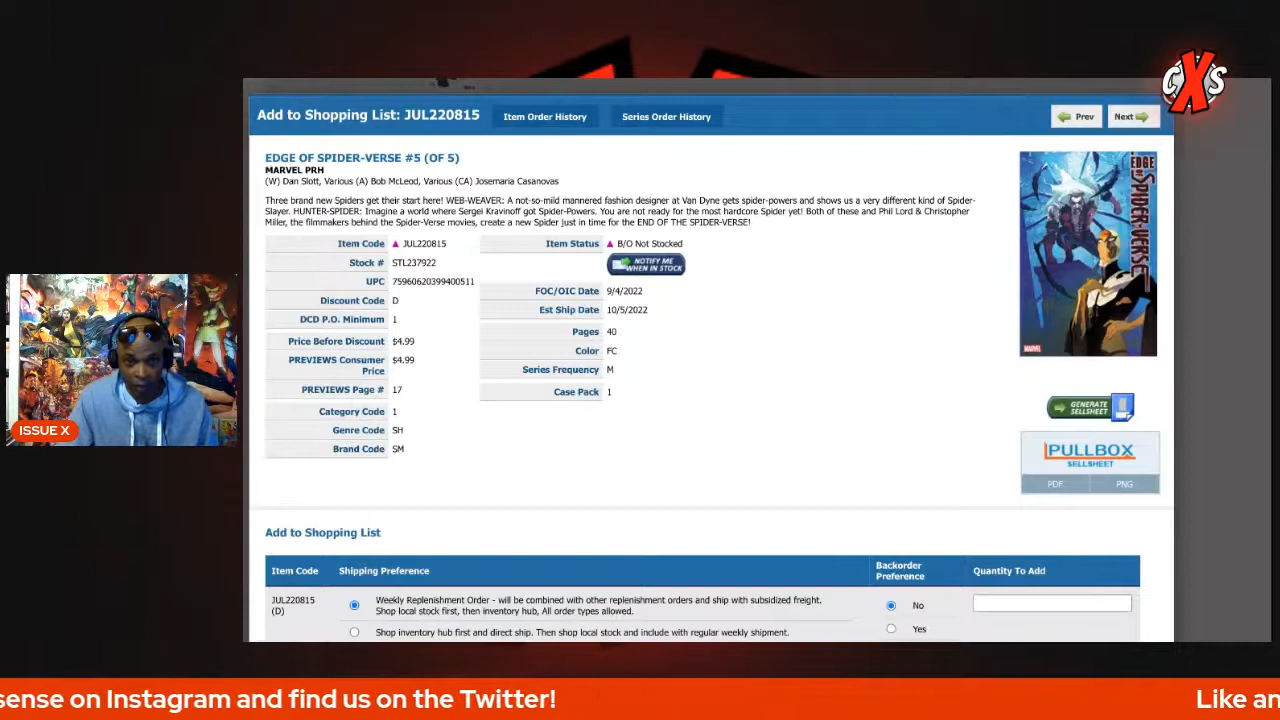 CXS
Add to Shopping List: JUL220815
Item Order History
Series Order History
Prev
Next
EDGE OF SPIDER-VERSE #5 (OF 5)
MARVEL PRH
(W) Dan Slott, Various (A) Bob McLeod, Various (CA) Josemaria Casanovas
Three brand new Spiders get their start here! WEB-WEAVER: A not-so-mild mannered fashion designer at Van Dyne gets spider-powers and shows us a very different kind of Spider-
Slayer. HUNTER-SPIDER: Imagine a world where Sergei Kravinoff got Spider-Powers. You are not ready for the most hardcore Spider yet! Both of these and Phil Lord & Christopher
Miller, the filmmakers behind the Spider-Verse movies, create a new Spider just in time for the END OF THE SPIDER-VERSE!
Item Code JUL220815
Stock # STL237922
UPC 75960620399400511
Discount Code D
DCD P.O. Minimum 1
Price Before Discount $4.99
PREVIEWS Consumer $4.99
Price
PREVIEWS Page # 17
Category Code 1
Genre Code SH
Brand Code SM
Item Status B/O Not Stocked
NOTIFY ME
WHEN IN STOCK
FOC/OIC Date 9/4/2022
Est Ship Date 10/5/2022
Pages 40
Color FC
Series Frequency M
Case Pack 1
EDGE OF SPIDER-VERSE
MARVEL
GENERATE
SELLSHEET
PULLBOX
SELLSHEET
PDF
PNG
ISSUE X
Add to Shopping List
Item Code
Shipping Preference
Backorder
Preference
Quantity To Add
JUL220815
(D)
Weekly Replenishment Order - will be combined with other replenishment orders and ship with subsidized freight.
Shop local stock first, then inventory hub, All order types allowed.
No
Shop inventory hub first and direct ship. Then shop local stock and include with regular weekly shipment.
Yes
sense on Instagram and find us on the Twitter!
Like an